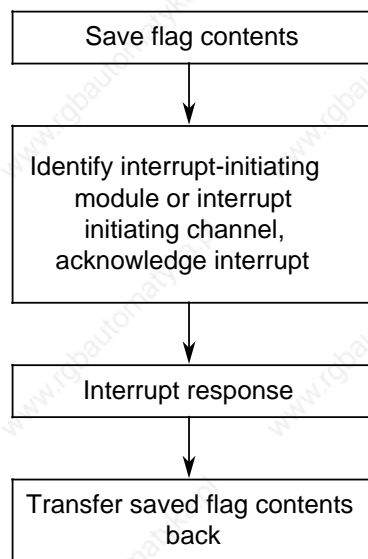 Save flag contents
Identify interrupt-initiating
module or interrupt
initiating channel,
acknowledge interrupt
Interrupt response
Transfer saved flag contents
back